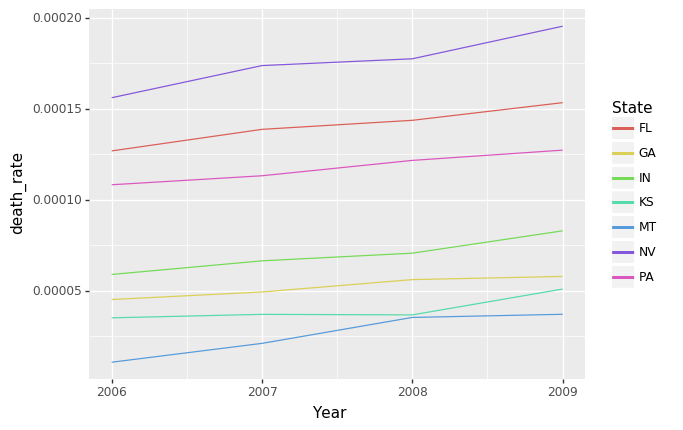 0.00020
0.00015
0.00010
0.00005
death_rate
2006 2007 2008 2009
Year
State
FL
GA
IN
KS
MT
NV
PA